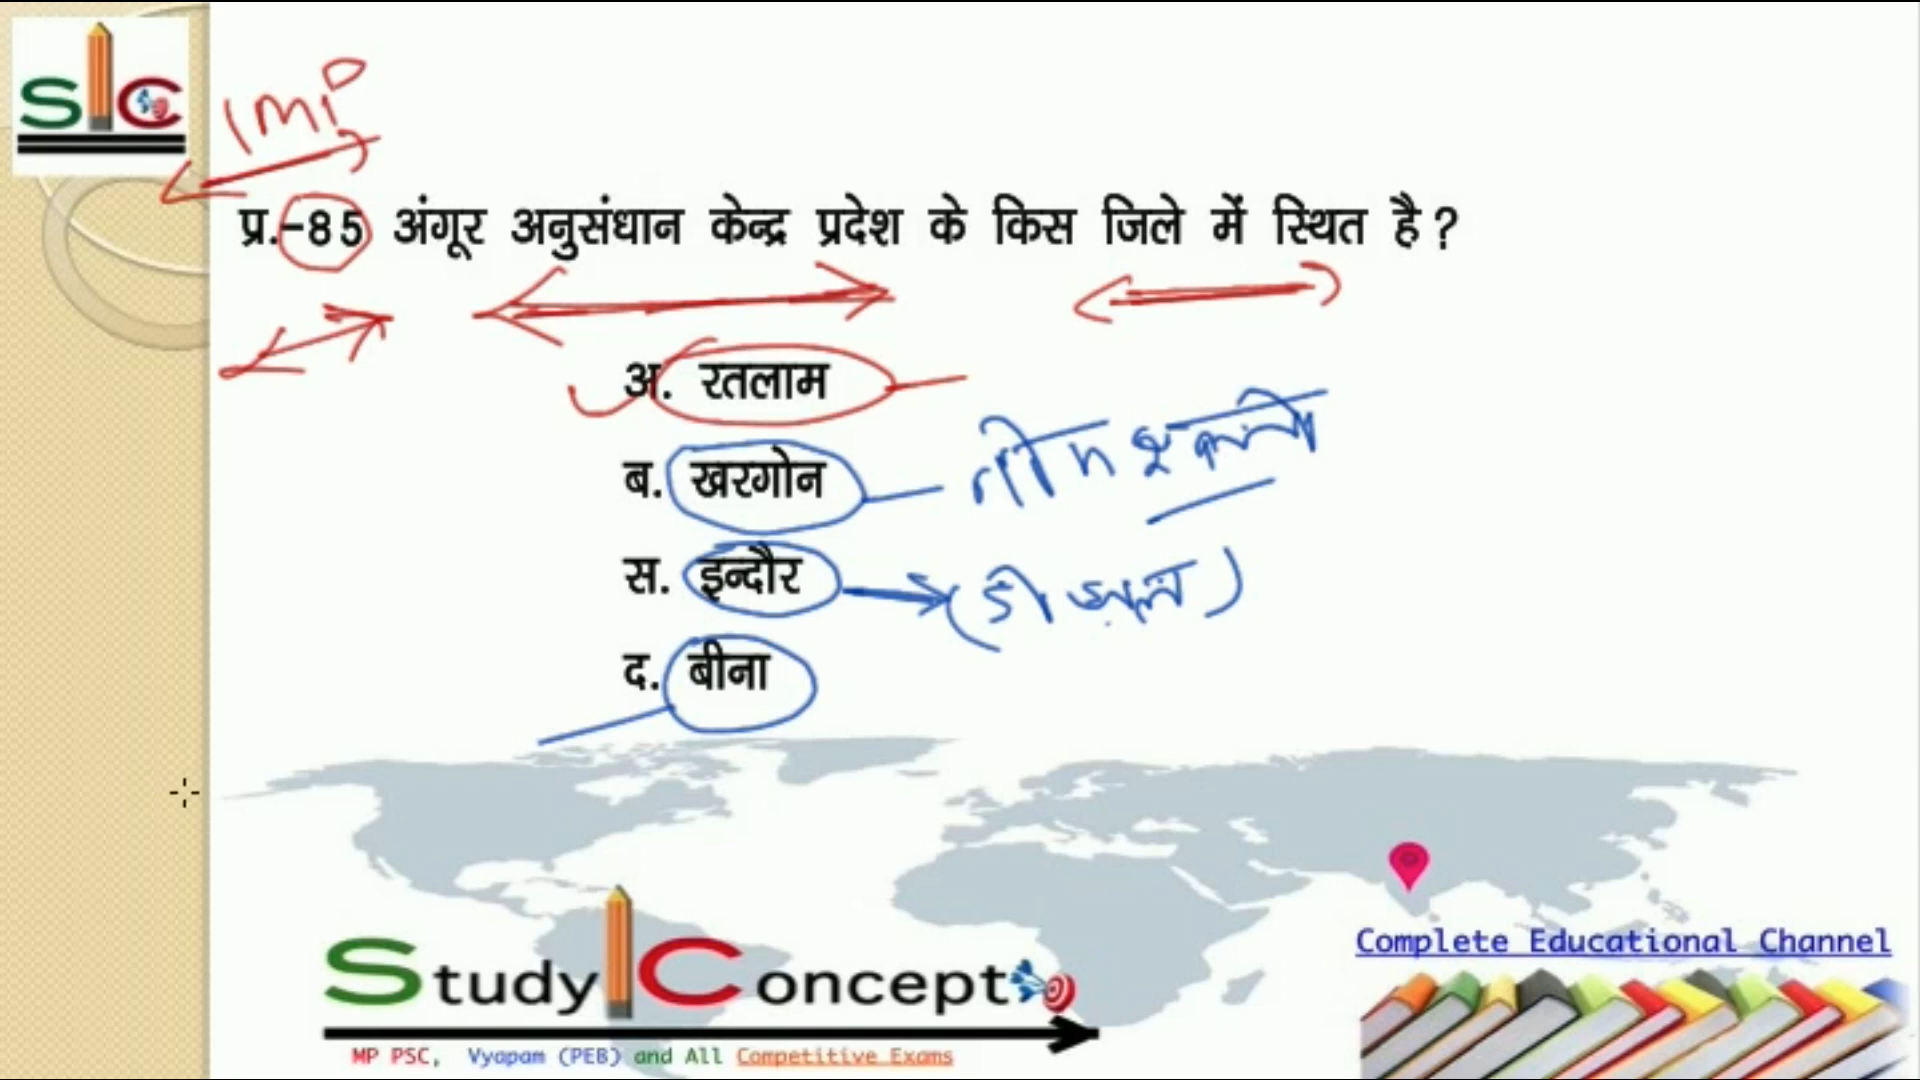 SC
IMP
प्र.-85 अंगूर अनुसंधान केन्द्र प्रदेश के किस जिले में स्थित है ?
अ. रतलाम
ब. खरगोन
स. इन्दौर
द. बीना
Study Concept
MP PSC, Vyapam (PEB) and All Competitive Exams
Complete Educational Channel